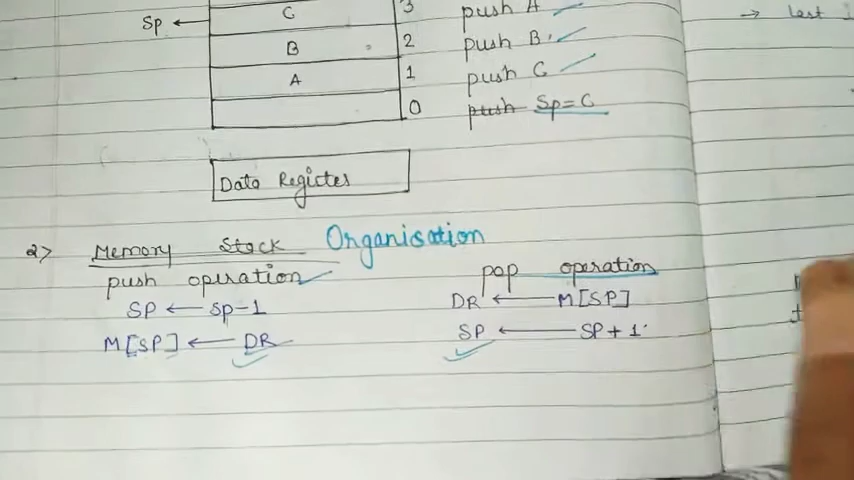 C 3 push A
Sp ←
B 2 push B
A 1 push C
0 push Sp = C
→ last
Data Register
2> Memory Stack Organisation
push operation pop operation
SP ← Sp-1 DR ← M[SP]
M[SP] ← DR SP ← SP+1